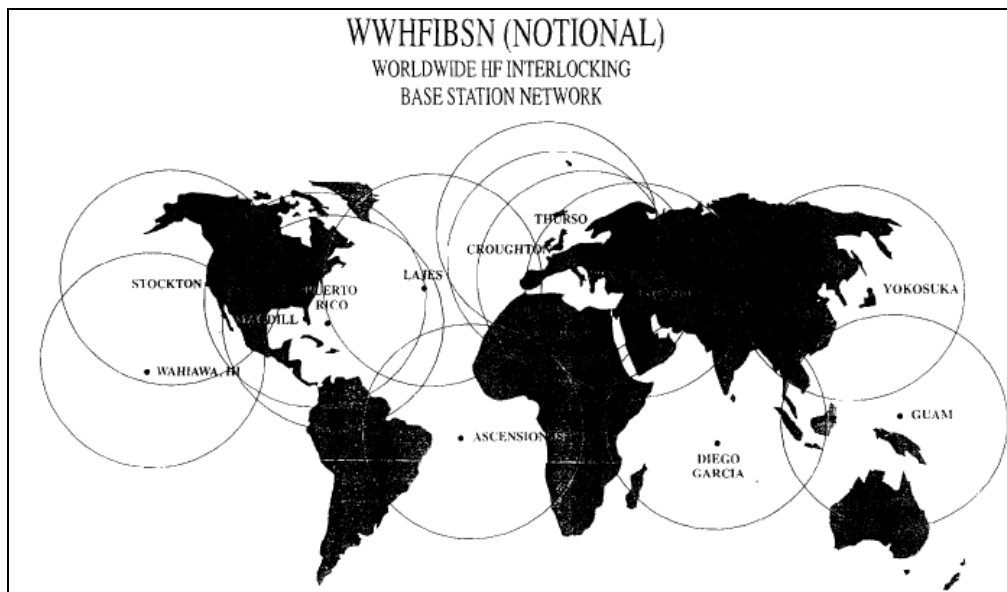 WWHFIBSN (NOTIONAL)
WORLDWIDE HF INTERLOCKING
BASE STATION NETWORK
THURSO
CROUGHTON
LAJES
STOCKTON
PUERTO
RICO
YOKOSUKA
WAHIAWA, HI
GUAM
ASCENSION
DIEGO
GARCIA